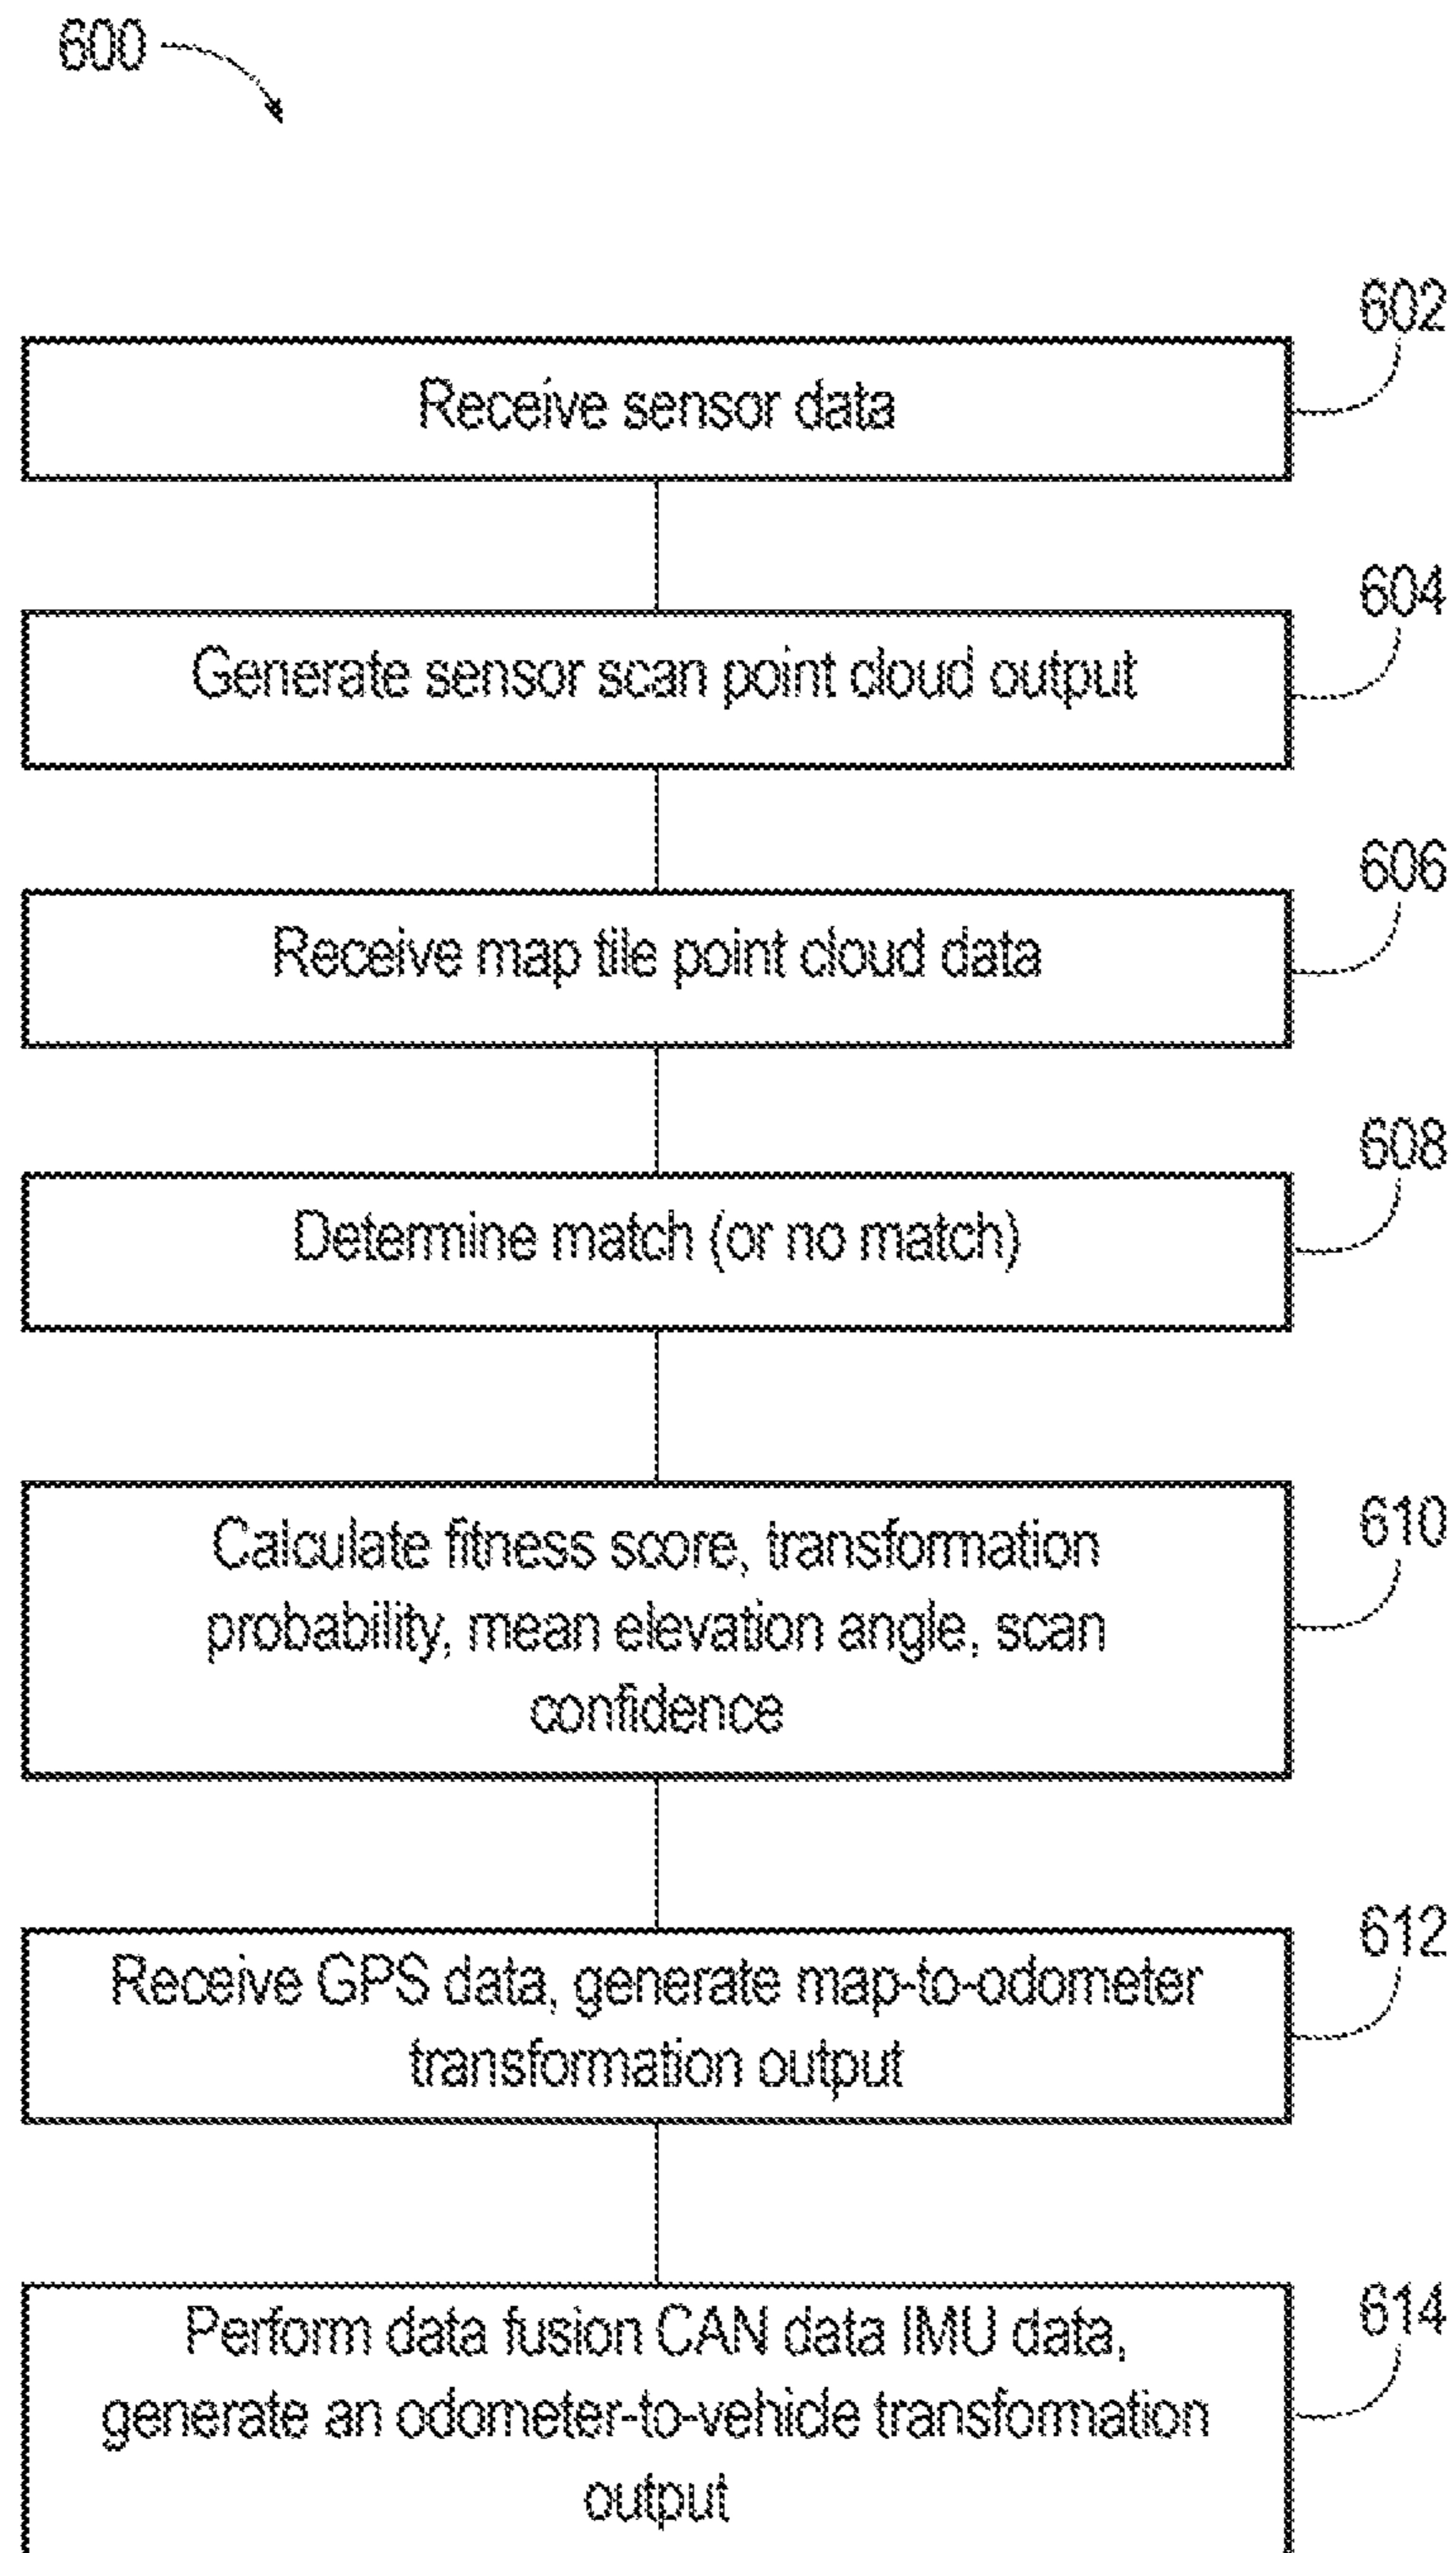 600
602
Receive sensor data
604
Generate sensor scan point cloud output
606
Receive map tile point cloud data
608
Determine match (or no match)
610
Calculate fitness score, transformation
probability, mean elevation angle, scan
confidence
612
Receive GPS data, generate map-to-odometer
transformation output
614
Perform data fusion CAN data IMU data,
generate an odometer-to-vehicle transformation
output